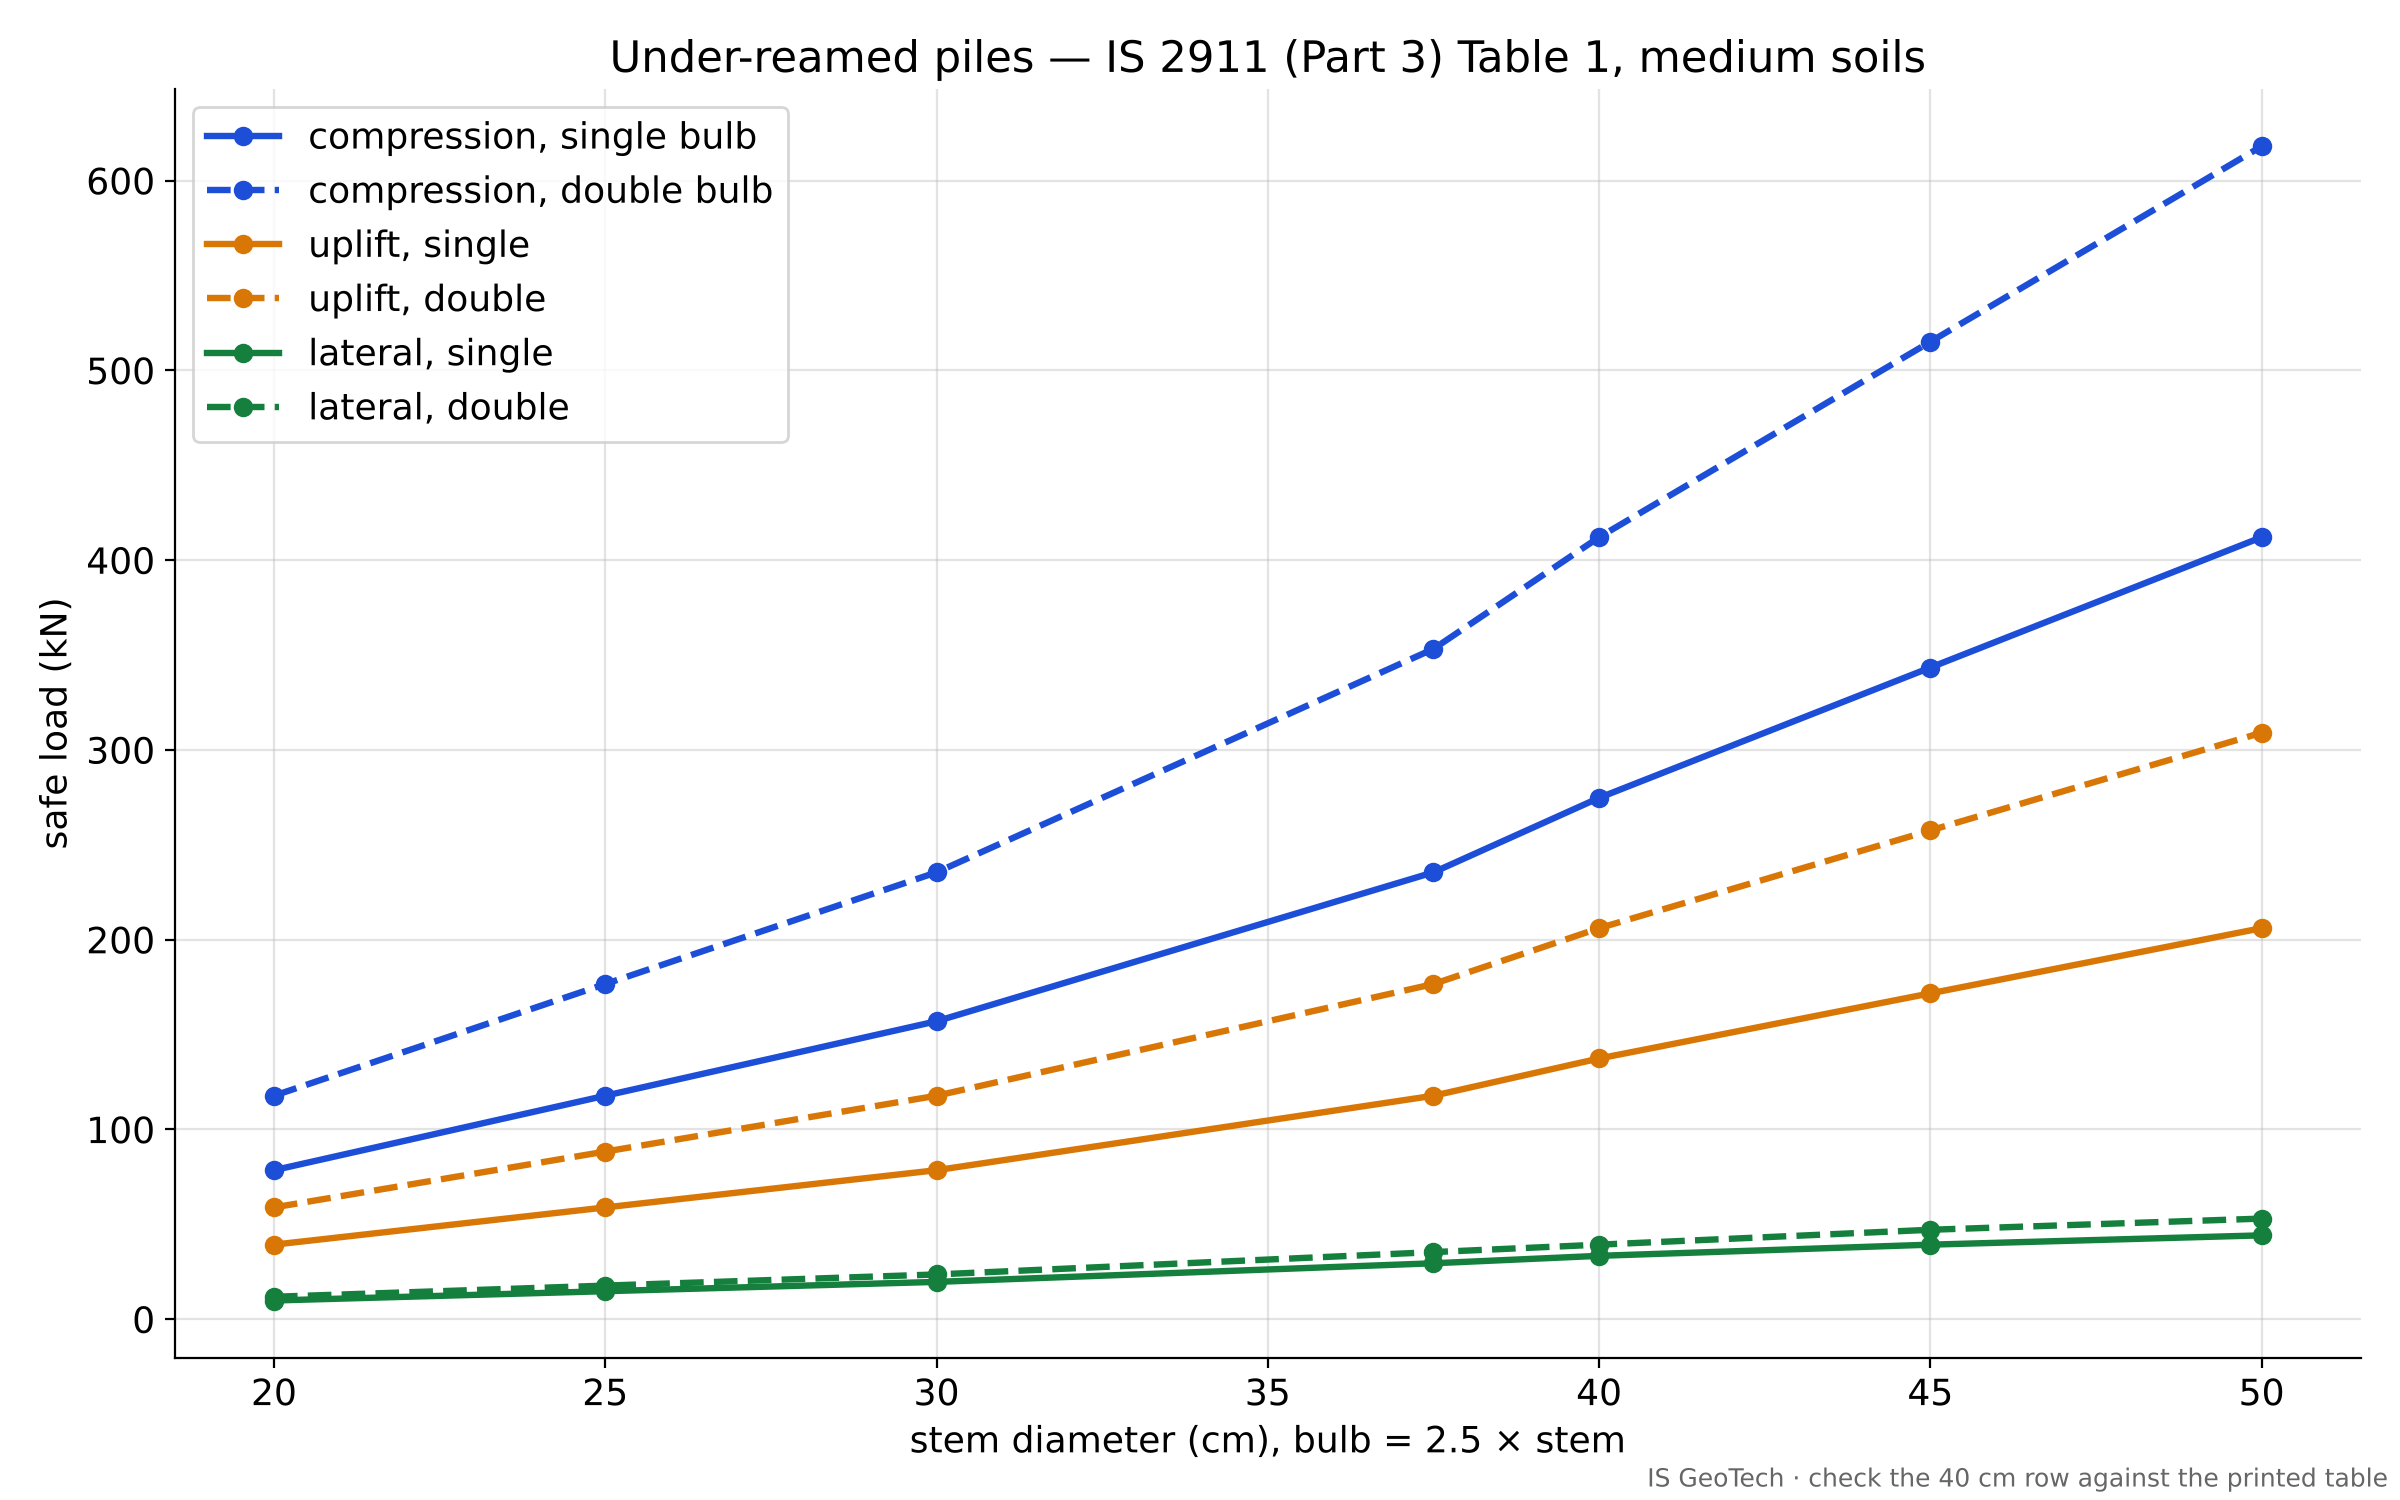 Under-reamed piles — IS 2911 (Part 3) Table 1, medium soils
compression, single bulb
compression, double bulb
uplift, single
uplift, double
lateral, single
lateral, double
safe load (kN)
600
500
400
300
200
100
0
20 25 30 35 40 45 50
stem diameter (cm), bulb = 2.5 × stem
IS GeoTech · check the 40 cm row against the printed table